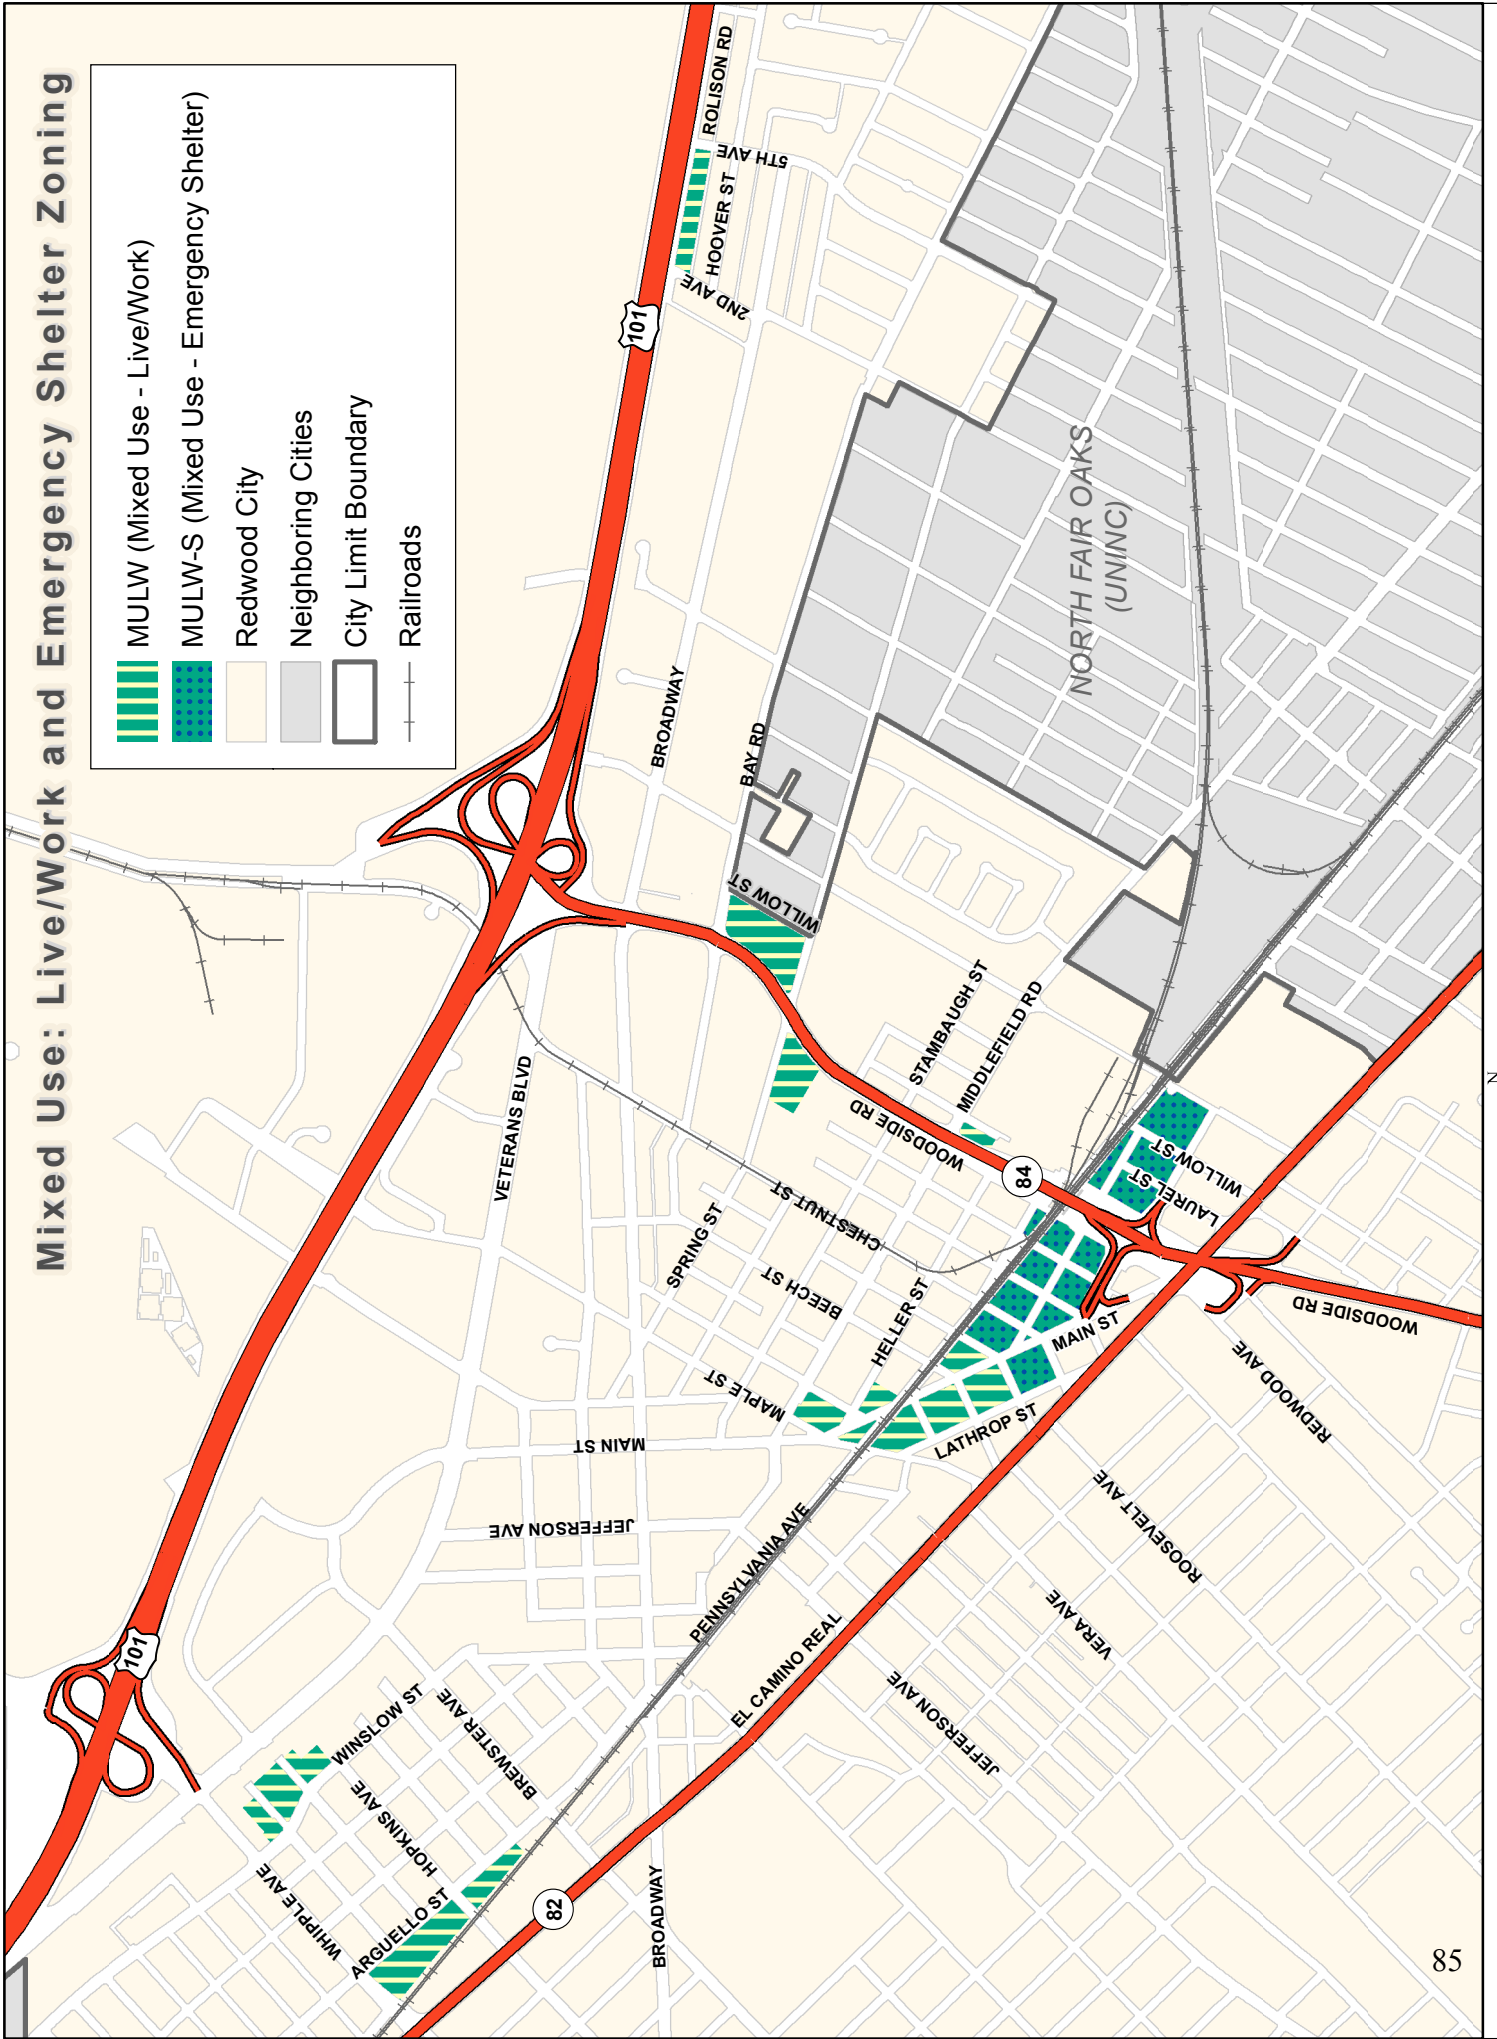 Mixed Use: Live/Work and Emergency Shelter Zoning
MULW (Mixed Use - Live/Work)
MULW-S (Mixed Use - Emergency Shelter)
Redwood City
Neighboring Cities
City Limit Boundary
Railroads
101
101
ROLISON RD
5TH AVE
HOOVER ST
2ND AVE
BROADWAY
BAY RD
WILLOW ST
NORTH FAIR OAKS
(UNINC)
VETERANS BLVD
STAMBAUGH ST
MIDDLEFIELD RD
WOODSIDE RD
84
CHESTNUT ST
SPRING ST
BEECH ST
HELLER ST
MAPLE ST
MAIN ST
JEFFERSON AVE
WILLOW ST
LAUREL ST
MAIN ST
LATHROP ST
WOODSIDE RD
REDWOOD AVE
ROOSEVELT AVE
VERA AVE
JEFFERSON AVE
PENNSYLVANIA AVE
EL CAMINO REAL
WINSLOW ST
BREWSTER AVE
HOPKINS AVE
WHIPPLE AVE
ARGUELLO ST
82
BROADWAY
N
85